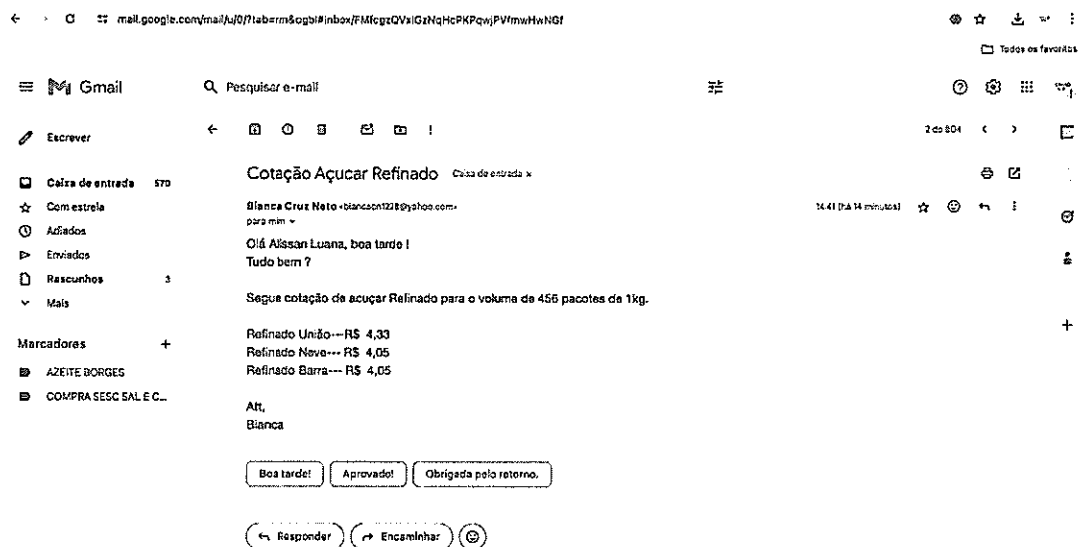 mail.google.com/mail/u/0/?tab=rm&ogbl#inbox/FMfcgzQVxlGzNqHcPKPqwjPVfmwHwNGf
Todos os favoritos
Gmail
Pesquisar e-mail
Escrever
2 de 804
Cotação Açucar Refinado
Caixa de entrada x
Caixa de entrada 570
Com estrela
Adiados
Enviados
Rascunhos 3
Mais
Marcadores +
AZEITE BORGES
COMPRA SESC SAL E C...
Bianca Cruz Neto
14:41 (há 14 minutos)
para mim
Olá Alissan Luana, boa tarde !
Tudo bem ?
Segue cotação de acuçar Refinado para o volume de 456 pacotes de 1kg.
Refinado União---R$ 4,33
Refinado Neve--- R$ 4,05
Refinado Barra--- R$ 4,05
Att,
Bianca
Boa tarde!
Aprovado!
Obrigada pelo retorno.
Responder
Encaminhar